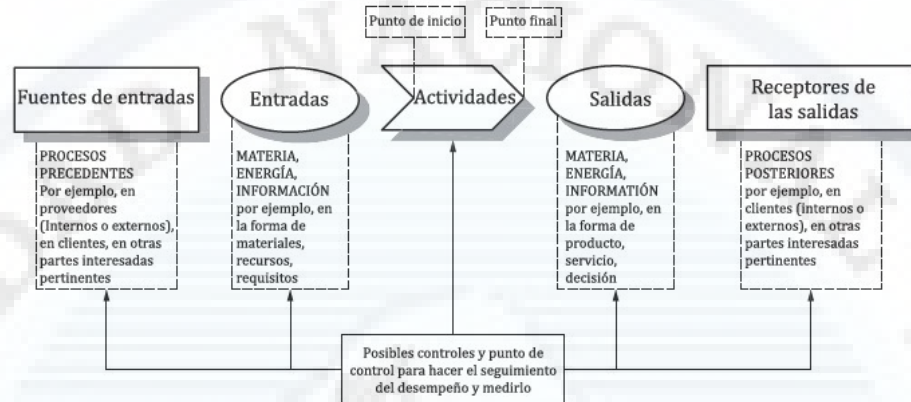 Punto de inicio
Punto final
Fuentes de entradas
Entradas
Actividades
Salidas
Receptores de
las salidas
PROCESOS
PRECEDENTES
Por ejemplo, en
proveedores
(Internos o externos),
en clientes, en otras
partes interesadas
pertinentes
MATERIA,
ENERGÍA,
INFORMACIÓN
por ejemplo, en
la forma de
materiales,
recursos,
requisitos
MATERIA,
ENERGÍA,
INFORMATIÓN
por ejemplo, en
la forma de
producto,
servicio,
decisión
PROCESOS
POSTERIORES
por ejemplo, en
clientes (internos o
externos), en otras
partes interesadas
pertinentes
Posibles controles y punto de
control para hacer el seguimiento
del desempeño y medirlo